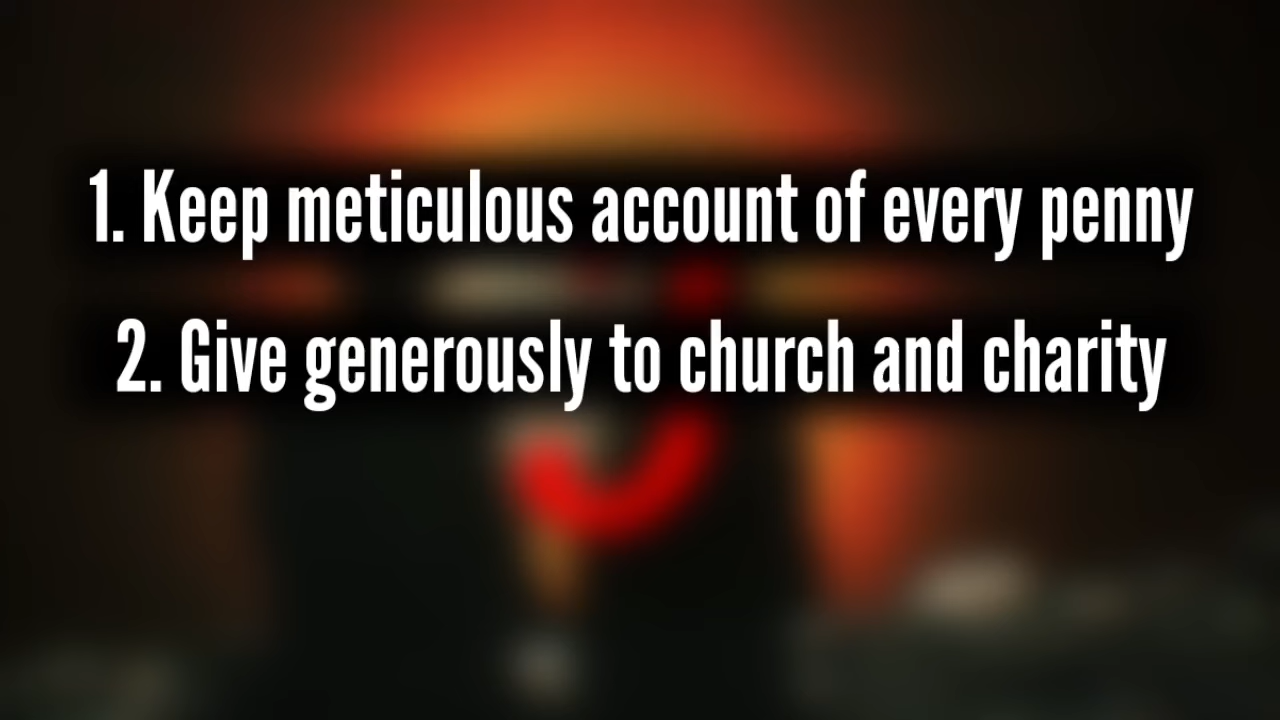 1. Keep meticulous account of every penny
2. Give generously to church and charity